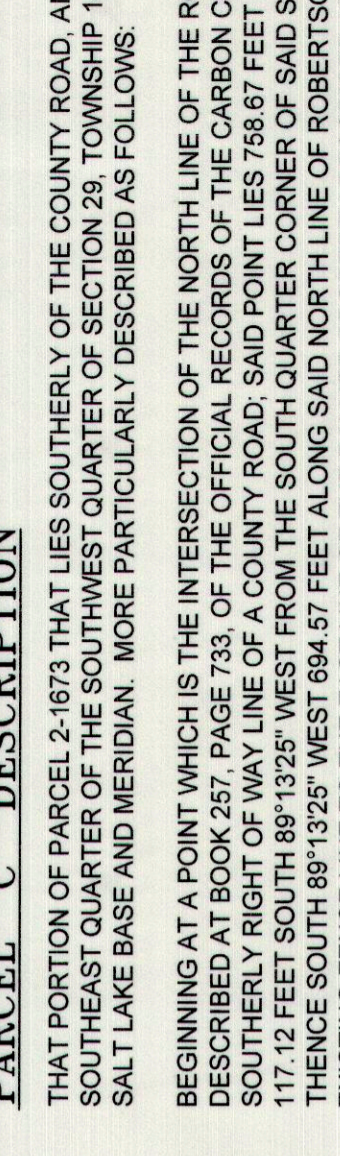 PARCEL C DESCRIPTION
THAT PORTION OF PARCEL 2-1673 THAT LIES SOUTHERLY OF THE COUNTY ROAD,
SOUTHEAST QUARTER OF THE SOUTHWEST QUARTER OF SECTION 29, TOWNSHIP 1
SALT LAKE BASE AND MERIDIAN. MORE PARTICULARLY DESCRIBED AS FOLLOWS:
BEGINNING AT A POINT WHICH IS THE INTERSECTION OF THE NORTH LINE OF THE R
DESCRIBED AT BOOK 257, PAGE 733, OF THE OFFICIAL RECORDS OF THE CARBON C
SOUTHERLY RIGHT OF WAY LINE OF A COUNTY ROAD; SAID POINT LIES 758.67 FEET
117.12 FEET SOUTH 89°13'25" WEST FROM THE SOUTH QUARTER CORNER OF SAID S
THENCE SOUTH 89°13'25" WEST 694.57 FEET ALONG SAID NORTH LINE OF ROBERTSO